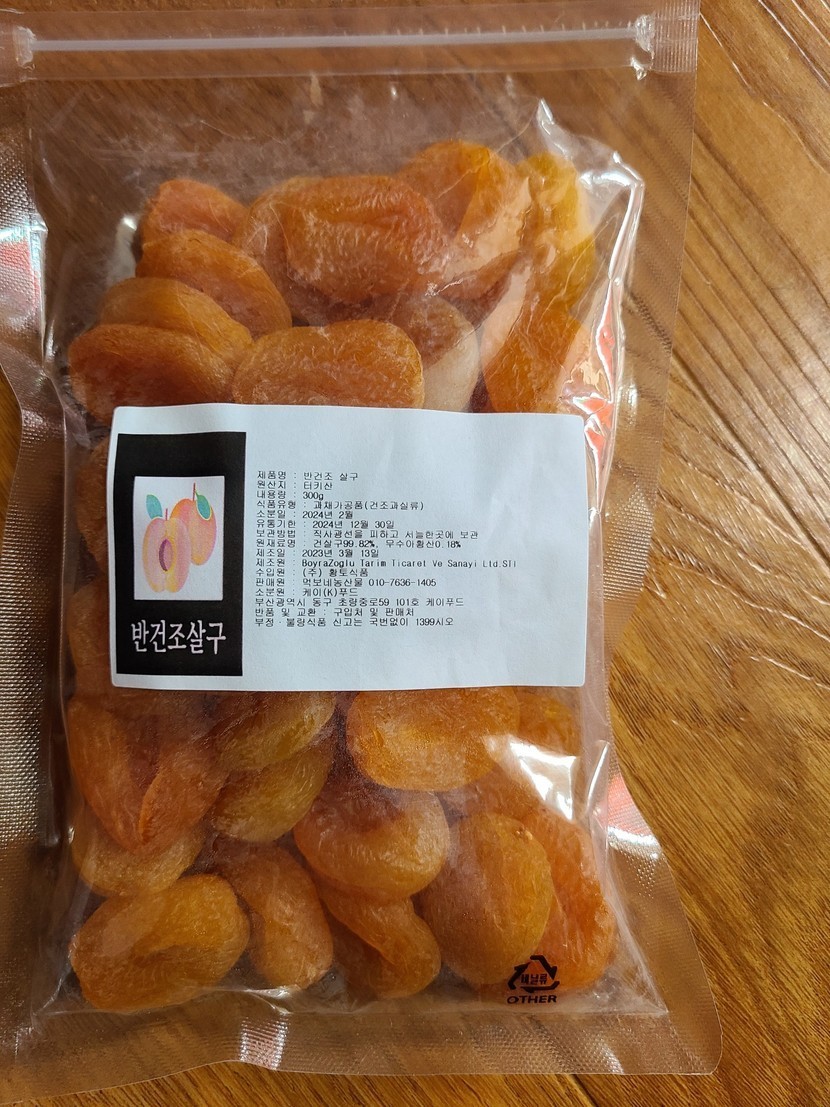 제품명 : 반건조 살구
원산지 : 터키산
내용량 : 300g
식품유형 : 과채가공품(건조과실류)
소분일 : 2024년 2월
유통기한 : 2024년 12월 30일
보관방법 : 직사광선을 피하고 서늘한곳에 보관
원재료명 : 건살구99.82%, 무수아황산0.18%
제조일 : 2023년 3월 13일
제조원 : BoyraZoglu Tarim Ticaret Ve Sanayi Ltd.STI
수입원 : (주) 황토식품
판매원 : 먹보네농산물 010-7636-1405
소분원 : 케이(K)푸드
부산광역시 동구 초량중로59 101호 케이푸드
반품 및 교환 : 구입처 및 판매처
부정·불량식품 신고는 국번없이 1399시오
반건조살구
비닐류
OTHER